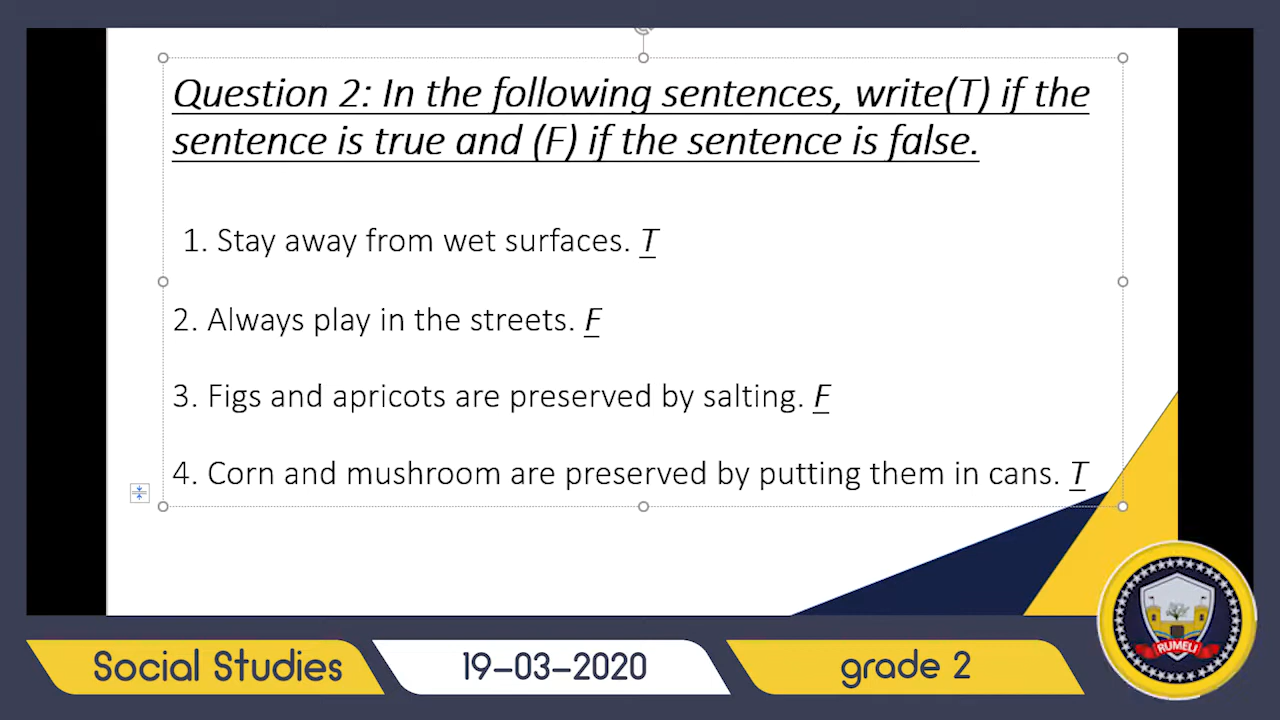 Question 2: In the following sentences, write(T) if the
sentence is true and (F) if the sentence is false.
1. Stay away from wet surfaces. T
2. Always play in the streets. F
3. Figs and apricots are preserved by salting. F
4. Corn and mushroom are preserved by putting them in cans. T
RUMELI
Social Studies
19-03-2020
grade 2